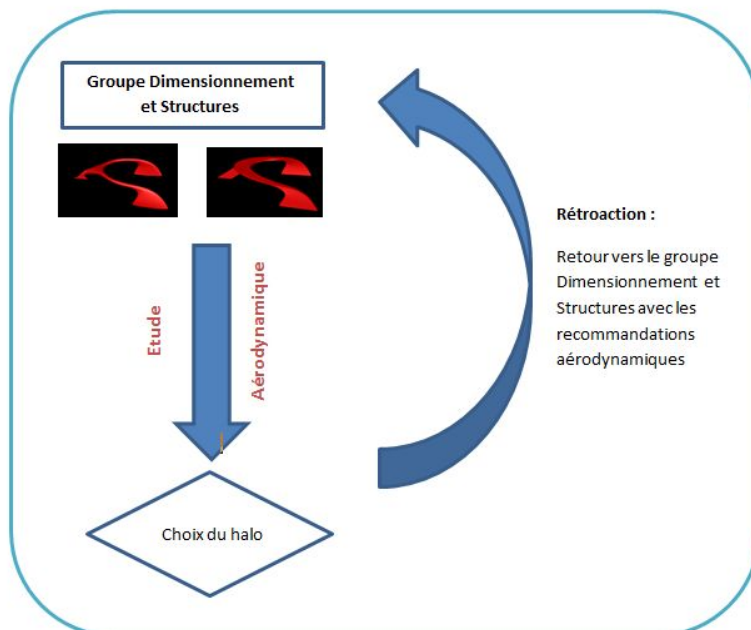 Groupe Dimensionnement
et Structures
Etude
Aérodynamique
Choix du halo
Rétroaction :
Retour vers le groupe
Dimensionnement et
Structures avec les
recommandations
aérodynamiques